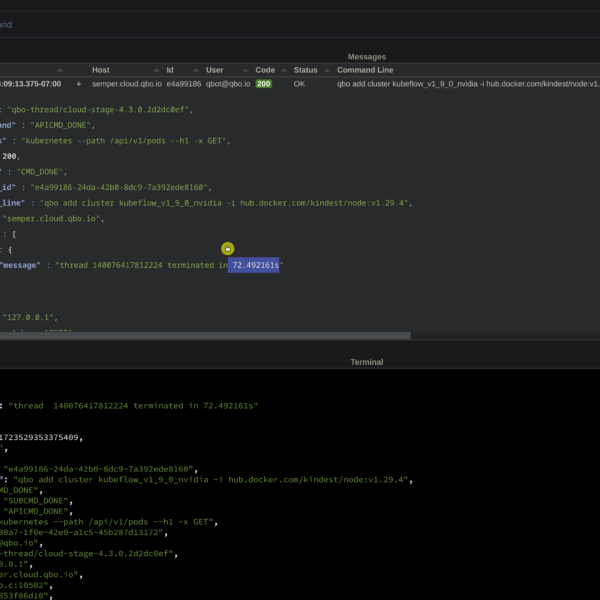 and
Messages
Host Id User Code Status Command Line
:09:13.375-07:00 semper.cloud.qbo.io e4a99186 qbot@qbo.io 200 OK qbo add cluster kubeflow_v1_9_0_nvidia -i hub.docker.com/kindest/node:v1.
: "qbo-thread/cloud-stage-4.3.0.2d2dc0ef",
and" : "APICMD_DONE",
" : "kubernetes --path /api/v1/pods --h1 -x GET",
200,
" : "CMD_DONE",
_id" : "e4a99186-24da-42b0-8dc9-7a392ede8160",
_line" : "qbo add cluster kubeflow_v1_9_0_nvidia -i hub.docker.com/kindest/node:v1.29.4",
"semper.cloud.qbo.io",
: [
: {
"message" : "thread 140076417812224 terminated in 72.492161s"
"127.0.0.1",
Terminal
: "thread 140076417812224 terminated in 72.492161s"
1723529353375409,
",
"e4a99186-24da-42b0-8dc9-7a392ede8160",
": "qbo add cluster kubeflow_v1_9_0_nvidia -i hub.docker.com/kindest/node:v1.29.4",
MD_DONE",
"SUBCMD_DONE",
"APICMD_DONE",
kubernetes --path /api/v1/pods --h1 -x GET",
30a7-1f0e-42e0-a1c5-45b287d13172",
@qbo.io",
-thread/cloud-stage-4.3.0.2d2dc0ef",
0.0.1",
er.cloud.qbo.io",
o.c:10502",
353f86d10",